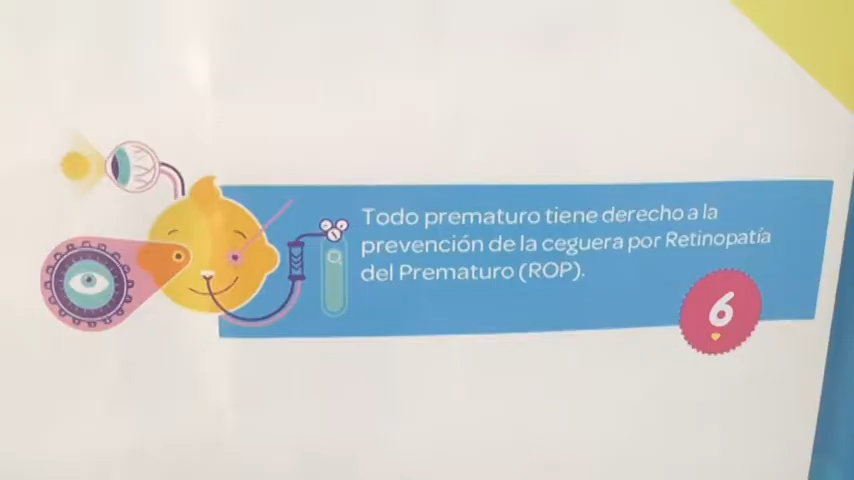 Todo prematuro tiene derecho a la
prevención de la ceguera por Retinopatía
del Prematuro (ROP).
6